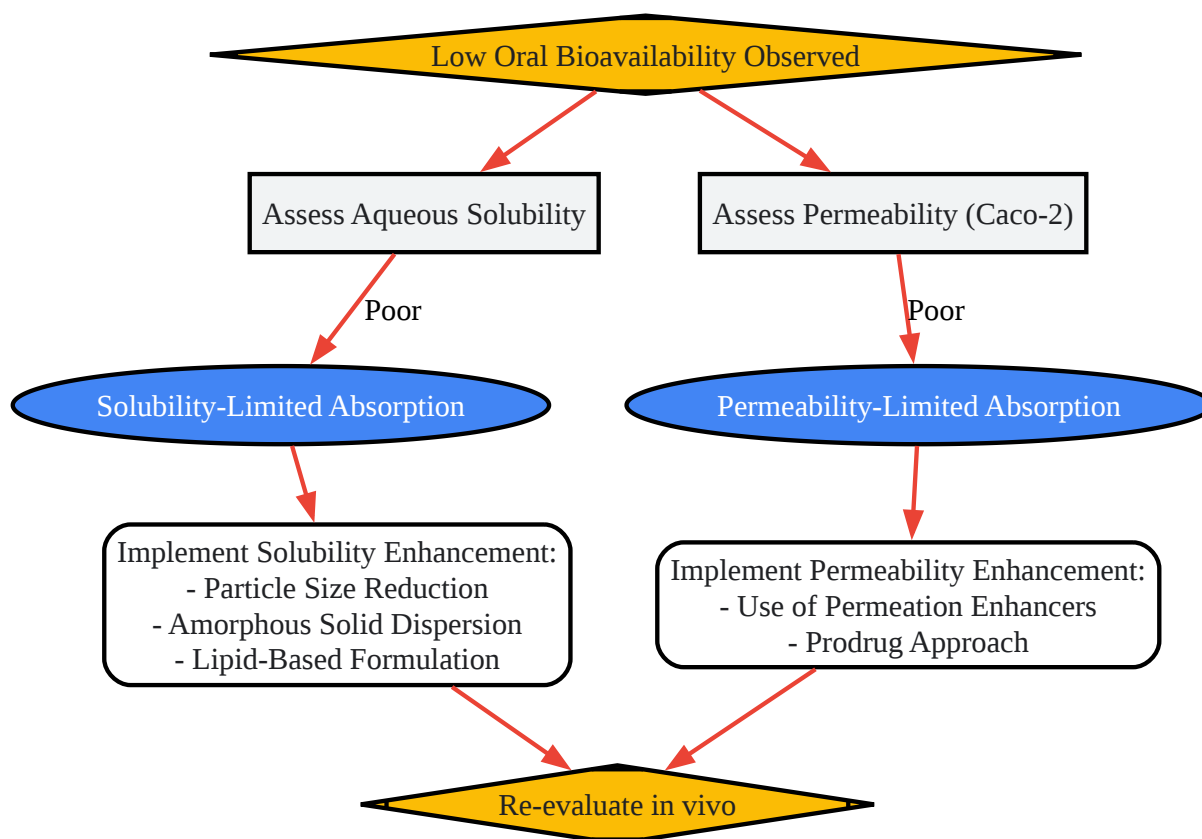 Low Oral Bioavailability Observed
Assess Aqueous Solubility
Assess Permeability (Caco-2)
Poor
Poor
Solubility-Limited Absorption
Permeability-Limited Absorption
Implement Solubility Enhancement:
- Particle Size Reduction
- Amorphous Solid Dispersion
- Lipid-Based Formulation
Implement Permeability Enhancement:
- Use of Permeation Enhancers
- Prodrug Approach
Re-evaluate in vivo